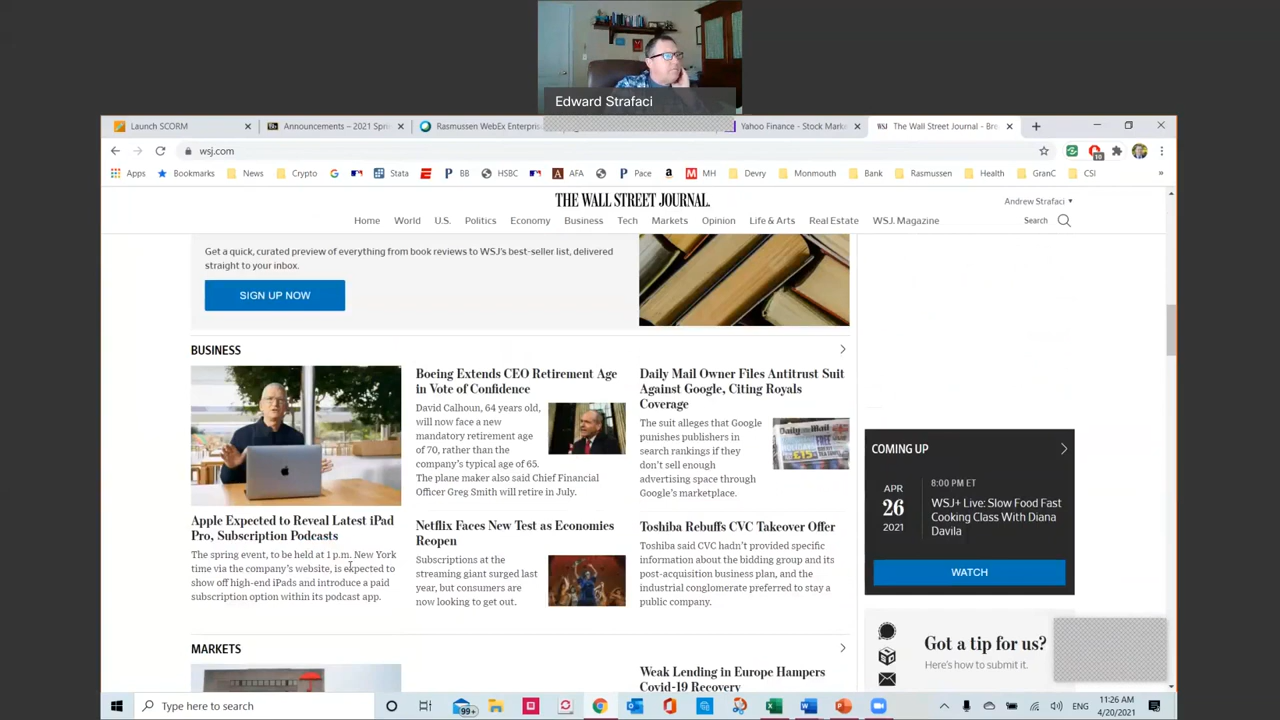 Edward Strafaci
Launch SCORM
Announcements – 2021 Spri
Rasmussen WebEx Enterpris
Yahoo Finance - Stock Marke
WSJ The Wall Street Journal - Bre
wsj.com
10
Apps Bookmarks News Crypto Stata BB HSBC AFA Pace MH Devry Monmouth Bank Rasmussen Health GranC CSI »
THE WALL STREET JOURNAL.
Andrew Strafaci
Home World U.S. Politics Economy Business Tech Markets Opinion Life & Arts Real Estate WSJ. Magazine
Search
Get a quick, curated preview of everything from book reviews to WSJ's best-seller list, delivered
straight to your inbox.
SIGN UP NOW
BUSINESS
Apple Expected to Reveal Latest iPad
Pro, Subscription Podcasts
The spring event, to be held at 1 p.m. New York
time via the company's website, is expected to
show off high-end iPads and introduce a paid
subscription option within its podcast app.
Boeing Extends CEO Retirement Age
in Vote of Confidence
David Calhoun, 64 years old,
will now face a new
mandatory retirement age
of 70, rather than the
company's typical age of 65.
The plane maker also said Chief Financial
Officer Greg Smith will retire in July.
Netflix Faces New Test as Economies
Reopen
Subscriptions at the
streaming giant surged last
year, but consumers are
now looking to get out.
Daily Mail Owner Files Antitrust Suit
Against Google, Citing Royals
Coverage
The suit alleges that Google
punishes publishers in
search rankings if they
don't sell enough
advertising space through
Google's marketplace.
Daily Mail
FREE
£15
Toshiba Rebuffs CVC Takeover Offer
Toshiba said CVC hadn't provided specific
information about the bidding group and its
post-acquisition business plan, and the
industrial conglomerate preferred to stay a
public company.
COMING UP
APR
26
2021
8:00 PM ET
WSJ+ Live: Slow Food Fast
Cooking Class With Diana
Davila
WATCH
Got a tip for us?
Here's how to submit it.
MARKETS
Weak Lending in Europe Hampers
Covid-19 Recovery
Type here to search
99+
ENG
11:26 AM
4/20/2021